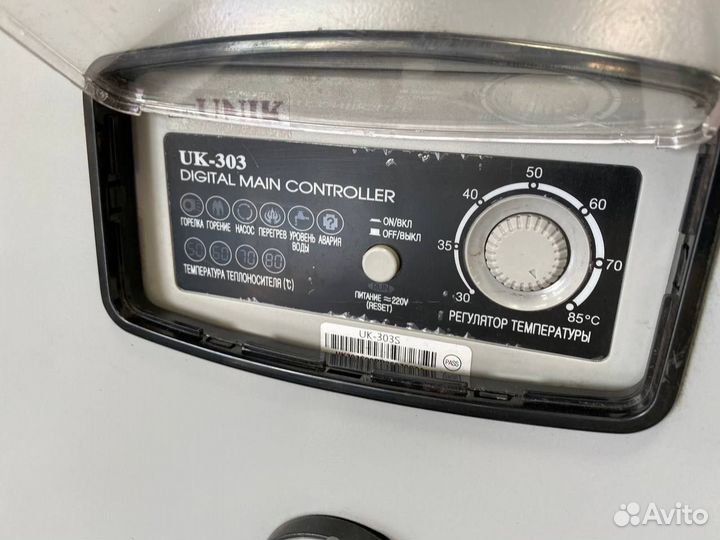 UNIK
UK-303
DIGITAL MAIN CONTROLLER
ГОРЕЛКА ГОРЕНИЕ НАСОС ПЕРЕГРЕВ УРОВЕНЬ ВОДЫ АВАРИЯ
50 60 70 80
ТЕМПЕРАТУРА ТЕПЛОНОСИТЕЛЯ (°C)
ON/ВКЛ
OFF/ВЫКЛ
RUN
ПИТАНИЕ ≈220V
(RESET)
30
35
40
50
60
70
85°C
РЕГУЛЯТОР ТЕМПЕРАТУРЫ
UK-303S
PASS
Avito